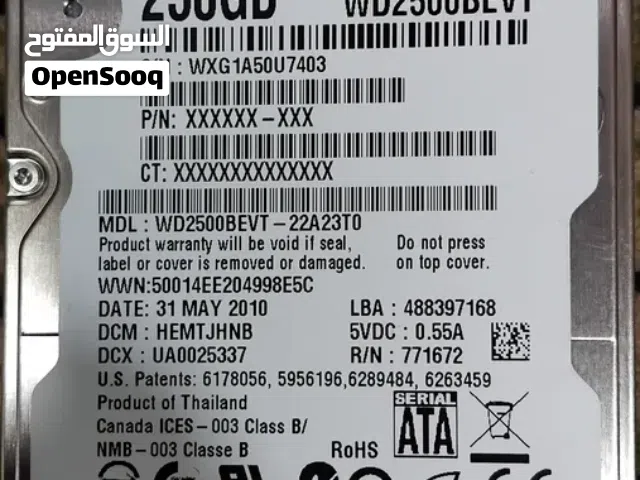 250GB WD2500BEVT
السوق المفتوح
OpenSooq
S/N: WXG1A50U7403
P/N: XXXXXX-XXX
CT: XXXXXXXXXXXXXX
MDL: WD2500BEVT-22A23T0
Product warranty will be void if seal, Do not press
label or cover is removed or damaged. on top cover.
WWN:50014EE204998E5C
DATE: 31 MAY 2010 LBA: 488397168
DCM: HEMTJHNB 5VDC: 0.55A
DCX: UA0025337 R/N: 771672
U.S. Patents: 6178056, 5956196,6289484, 6263459
Product of Thailand SERIAL
Canada ICES-003 Class B/ ATA
NMB-003 Classe B RoHS